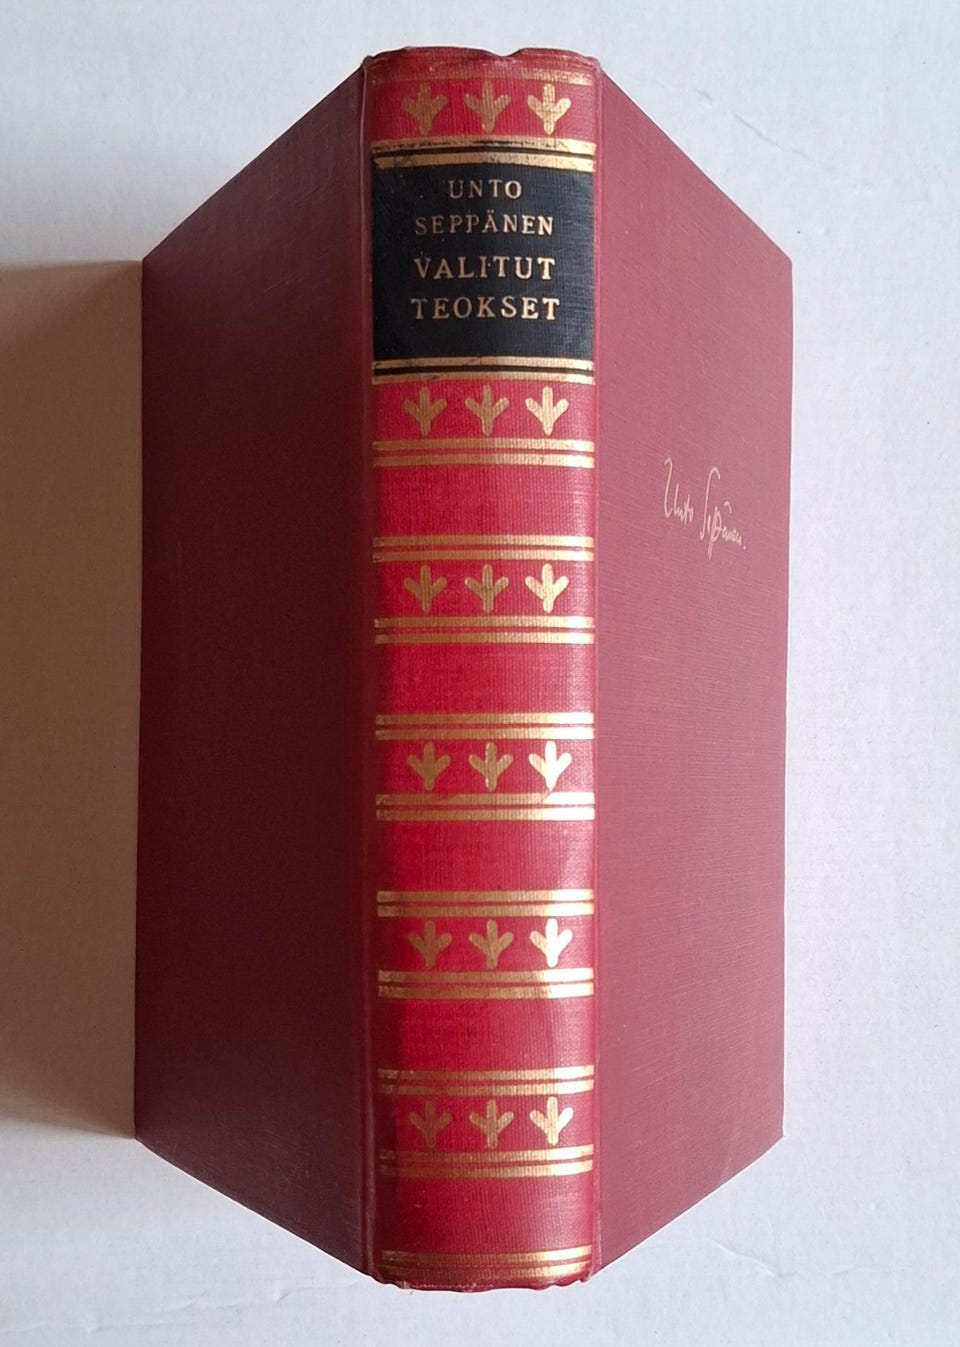 UNTO
SEPPÄNEN
VALITUT
TEOKSET
Unto Seppänen.